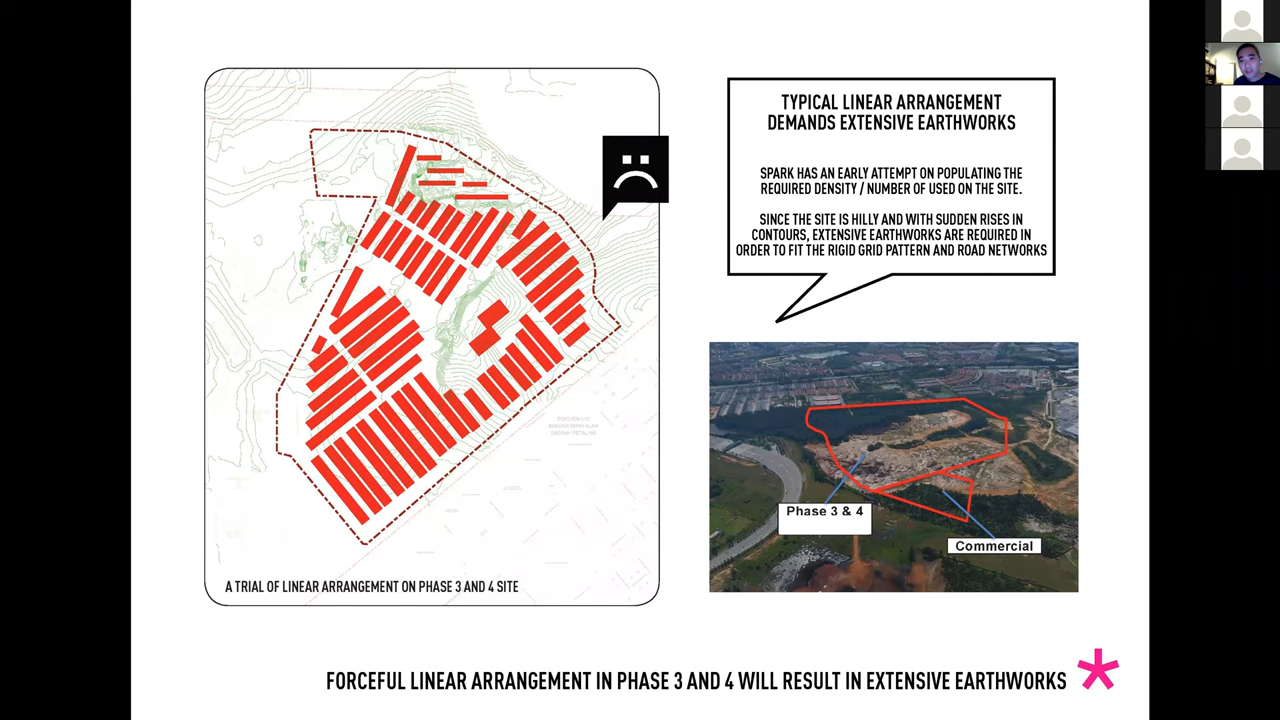 TYPICAL LINEAR ARRANGEMENT
DEMANDS EXTENSIVE EARTHWORKS
SPARK HAS AN EARLY ATTEMPT ON POPULATING THE
REQUIRED DENSITY / NUMBER OF USED ON THE SITE.
SINCE THE SITE IS HILLY AND WITH SUDDEN RISES IN
CONTOURS, EXTENSIVE EARTHWORKS ARE REQUIRED IN
ORDER TO FIT THE RIGID GRID PATTERN AND ROAD NETWORKS
Phase 3 & 4
Commercial
A TRIAL OF LINEAR ARRANGEMENT ON PHASE 3 AND 4 SITE
FORCEFUL LINEAR ARRANGEMENT IN PHASE 3 AND 4 WILL RESULT IN EXTENSIVE EARTHWORKS